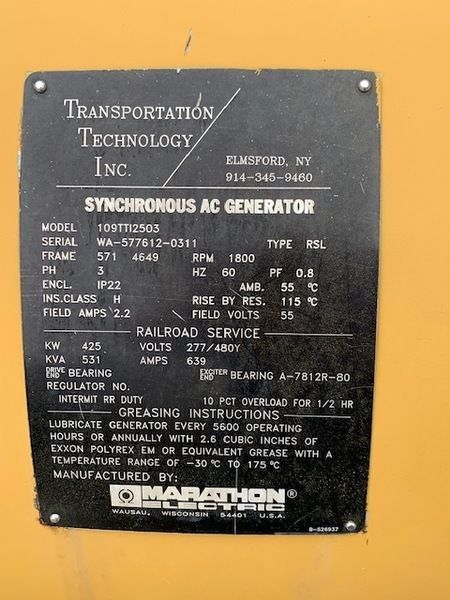 TRANSPORTATION
TECHNOLOGY
INC.
ELMSFORD, NY
914-345-9460
SYNCHRONOUS AC GENERATOR
MODEL 109TTI2503
SERIAL WA-577612-0311 TYPE RSL
FRAME 571 4649 RPM 1800
PH 3 HZ 60 PF 0.8
ENCL. IP22 AMB. 55 °C
INS.CLASS H RISE BY RES. 115 °C
FIELD AMPS 2.2 FIELD VOLTS 55
RAILROAD SERVICE
KW 425 VOLTS 277/480Y
KVA 531 AMPS 639
DRIVE END BEARING EXCITER END BEARING A-7812R-80
REGULATOR NO.
INTERMIT RR DUTY 10 PCT OVERLOAD FOR 1/2 HR
GREASING INSTRUCTIONS
LUBRICATE GENERATOR EVERY 5600 OPERATING
HOURS OR ANNUALLY WITH 2.6 CUBIC INCHES OF
EXXON POLYREX EM OR EQUIVALENT GREASE WITH A
TEMPERATURE RANGE OF -30°C TO 175°C
MANUFACTURED BY:
MARATHON®
ELECTRIC
WAUSAU, WISCONSIN 54401 U.S.A.
B-526937